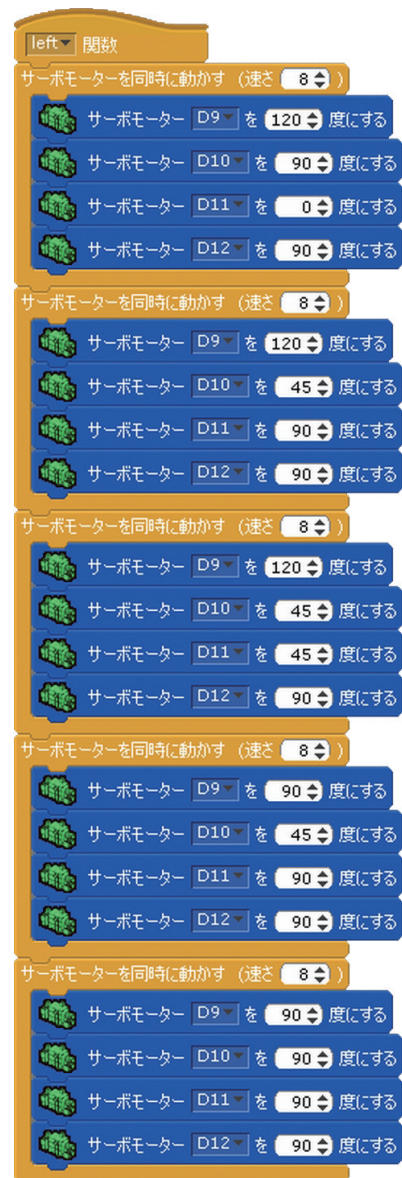 left 関数
サーボモーターを同時に動かす (速さ 8 )
サーボモーター D9 を 120 度にする
サーボモーター D10 を 90 度にする
サーボモーター D11 を 0 度にする
サーボモーター D12 を 90 度にする
サーボモーターを同時に動かす (速さ 8 )
サーボモーター D9 を 120 度にする
サーボモーター D10 を 45 度にする
サーボモーター D11 を 90 度にする
サーボモーター D12 を 90 度にする
サーボモーターを同時に動かす (速さ 8 )
サーボモーター D9 を 120 度にする
サーボモーター D10 を 45 度にする
サーボモーター D11 を 45 度にする
サーボモーター D12 を 90 度にする
サーボモーターを同時に動かす (速さ 8 )
サーボモーター D9 を 90 度にする
サーボモーター D10 を 45 度にする
サーボモーター D11 を 90 度にする
サーボモーター D12 を 90 度にする
サーボモーターを同時に動かす (速さ 8 )
サーボモーター D9 を 90 度にする
サーボモーター D10 を 90 度にする
サーボモーター D11 を 90 度にする
サーボモーター D12 を 90 度にする